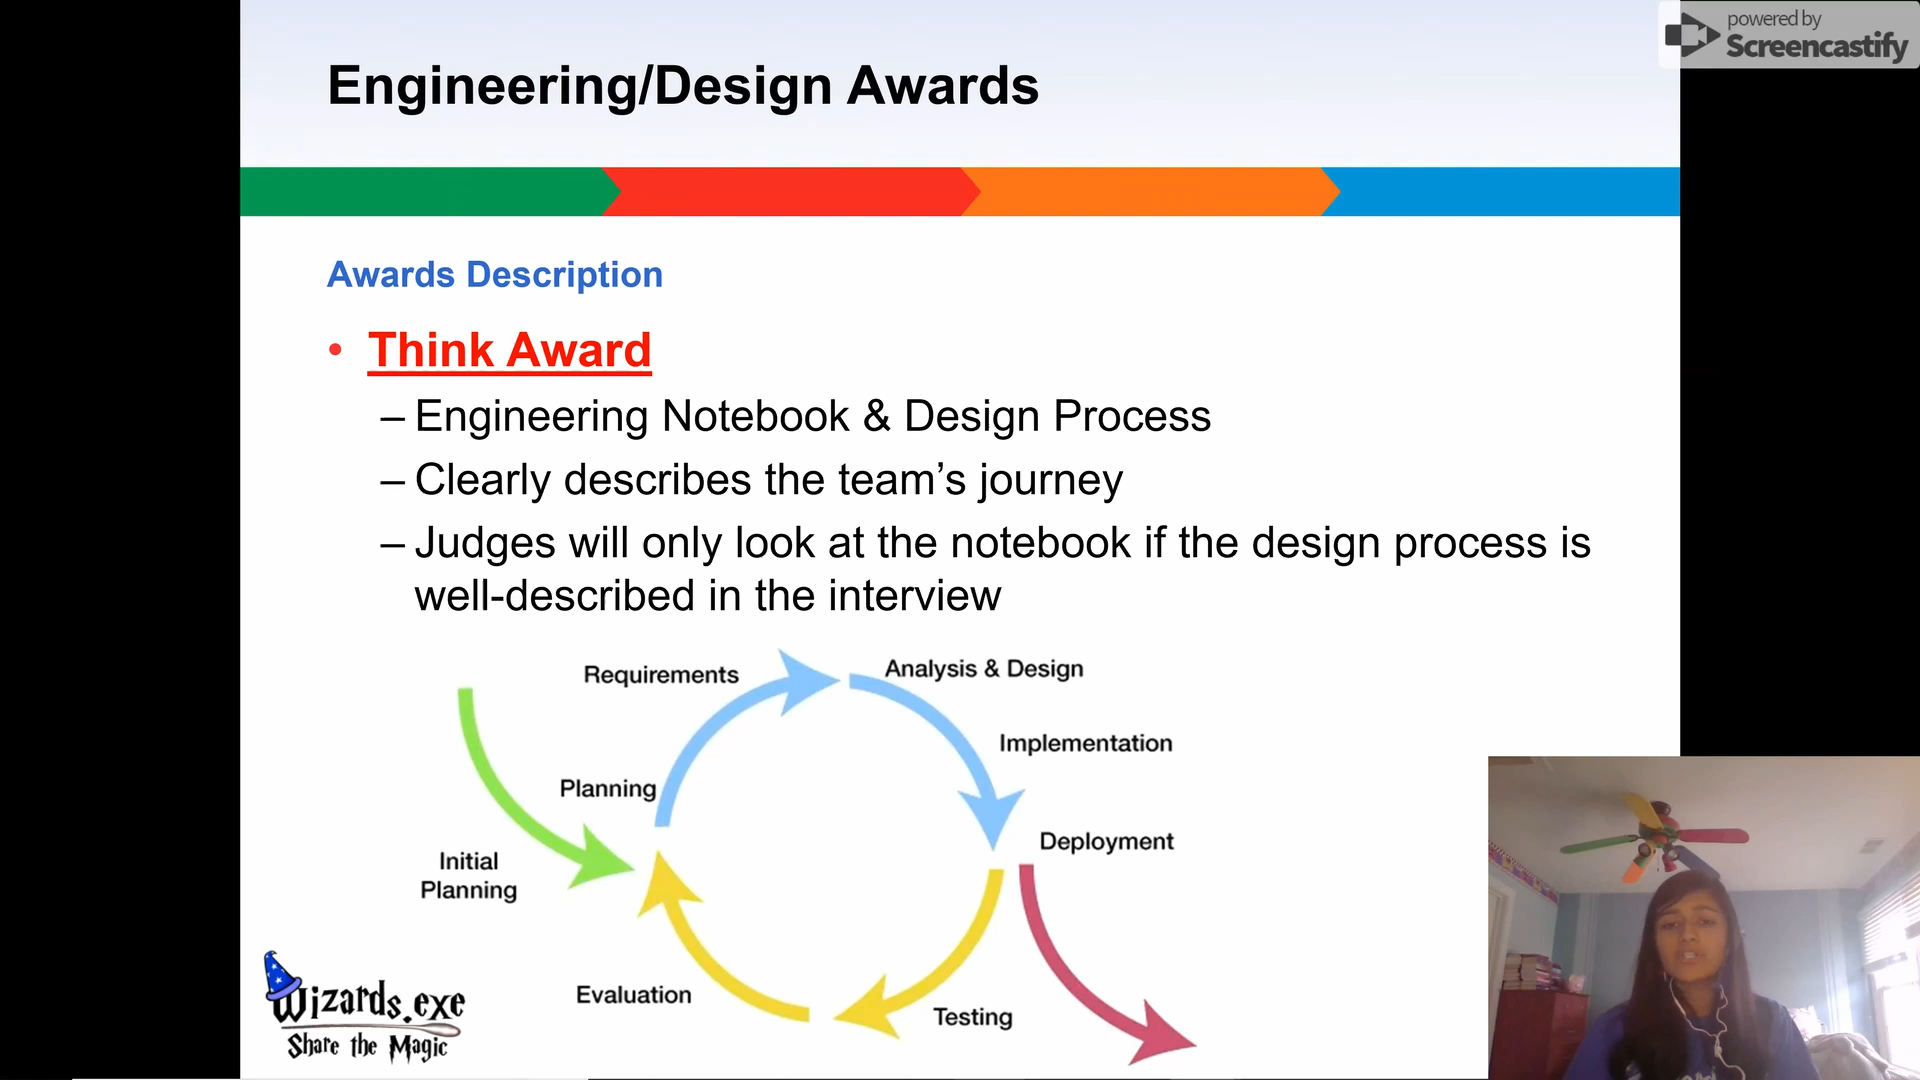 powered by
Screencastify
Engineering/Design Awards
Awards Description
• Think Award
– Engineering Notebook & Design Process
– Clearly describes the team’s journey
– Judges will only look at the notebook if the design process is
well-described in the interview
Requirements
Analysis & Design
Implementation
Planning
Deployment
Initial
Planning
Evaluation
Testing
Wizards.exe
Share the Magic